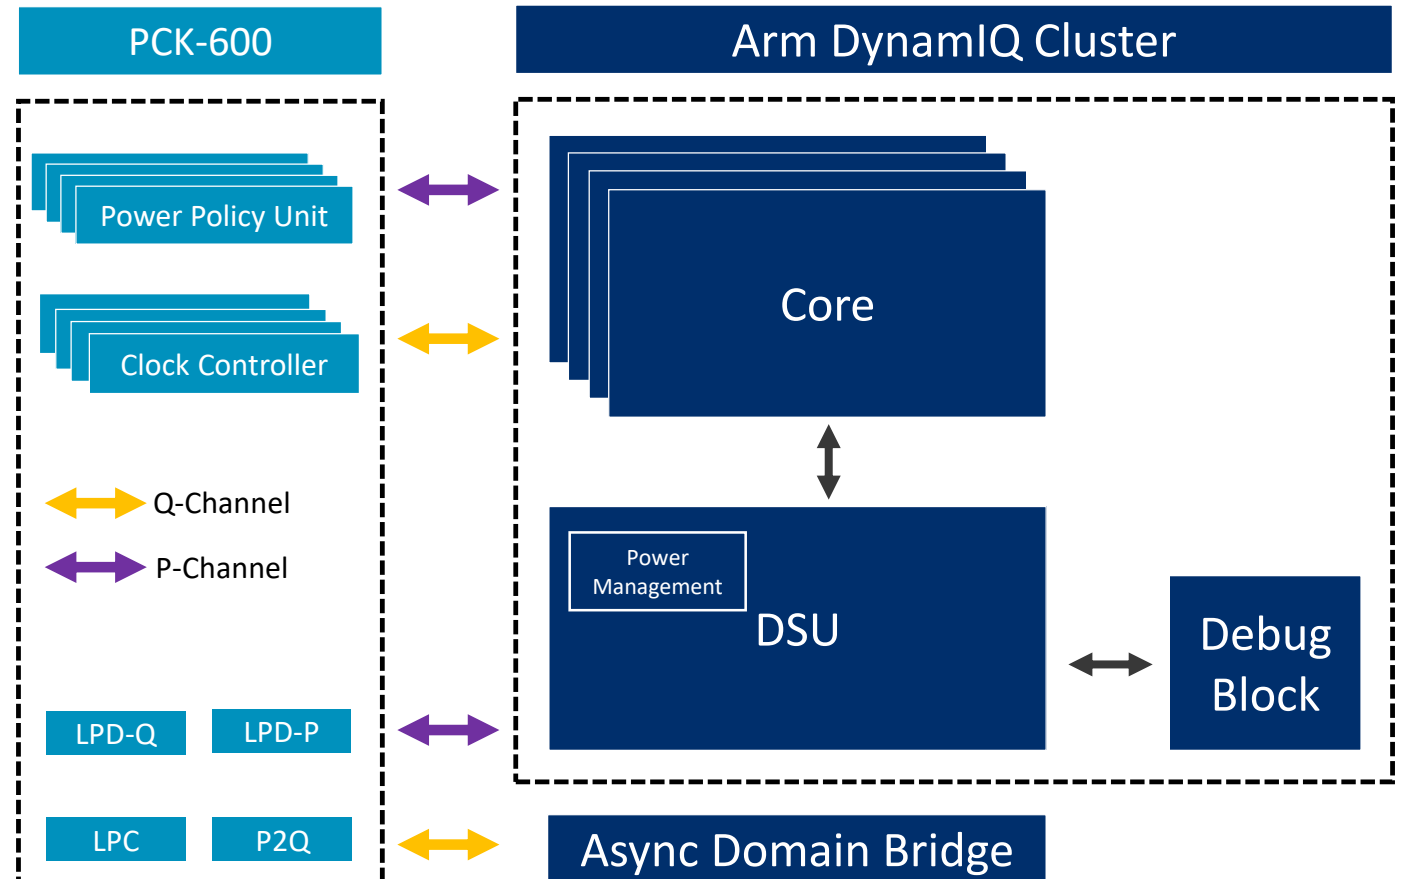 PCK-600
Arm DynamIQ Cluster
Power Policy Unit
Clock Controller
Core
Q-Channel
P-Channel
Power
Management
DSU
Debug
Block
LPD-Q
LPD-P
LPC
P2Q
Async Domain Bridge